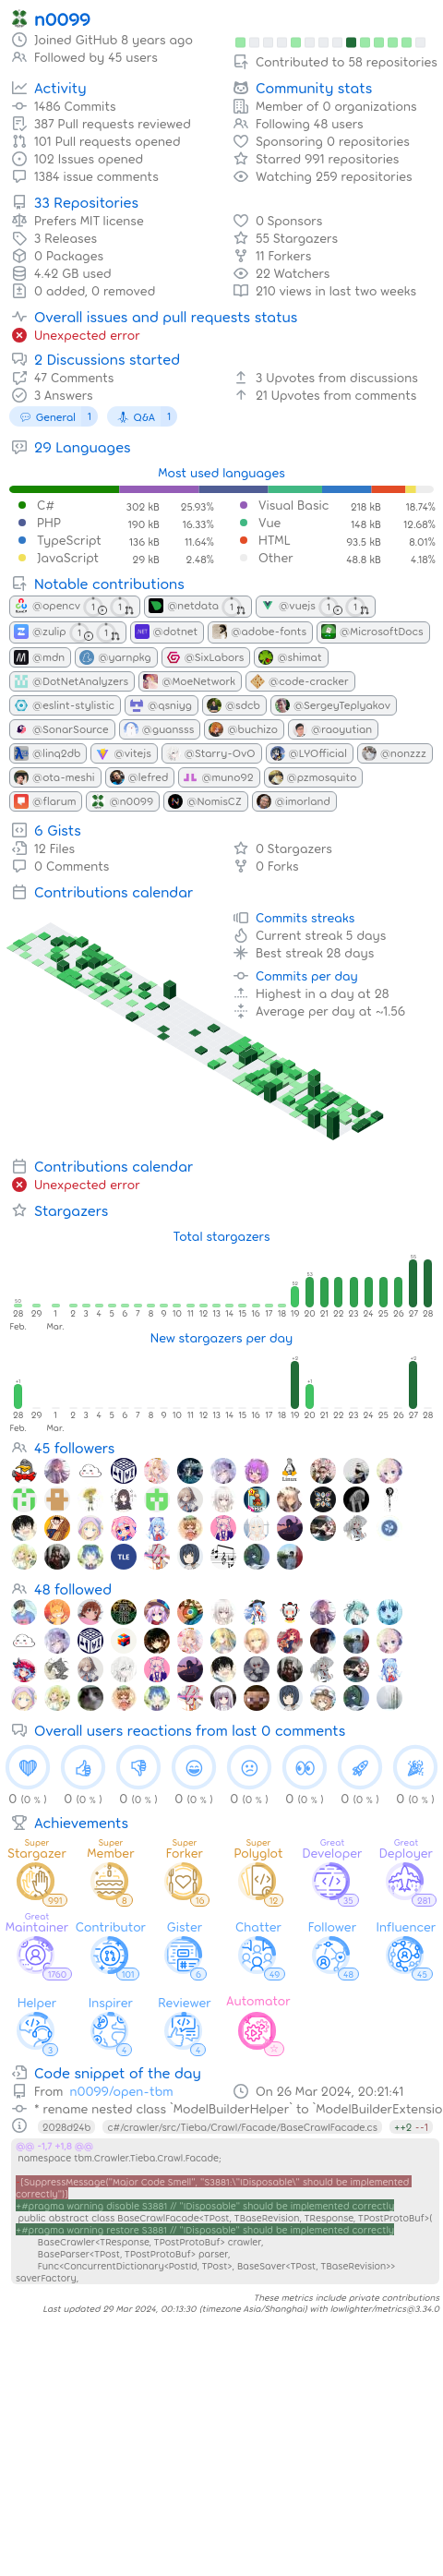 n0099
Joined GitHub 8 years ago
Followed by 45 users
Contributed to 58 repositories
Activity
1486 Commits
387 Pull requests reviewed
101 Pull requests opened
102 Issues opened
1384 issue comments
Community stats
Member of 0 organizations
Following 48 users
Sponsoring 0 repositories
Starred 991 repositories
Watching 259 repositories
33 Repositories
Prefers MIT license
3 Releases
0 Packages
4.42 GB used
0 added, 0 removed
0 Sponsors
55 Stargazers
11 Forkers
22 Watchers
210 views in last two weeks
Overall issues and pull requests status
Unexpected error
2 Discussions started
47 Comments
3 Answers
3 Upvotes from discussions
21 Upvotes from comments
General 1 Q&A 1
29 Languages
Most used languages
C# 302 kB 25.93% Visual Basic 218 kB 18.74%
PHP 190 kB 16.33% Vue 148 kB 12.68%
TypeScript 136 kB 11.64% HTML 93.5 kB 8.01%
JavaScript 29 kB 2.48% Other 48.8 kB 4.18%
Notable contributions
@opencv 1 1 @netdata 1 @vuejs 1 1
@zulip 1 1 @dotnet @adobe-fonts @MicrosoftDocs
@mdn @yarnpkg @SixLabors @shimat
@DotNetAnalyzers @MoeNetwork @code-cracker
@eslint-stylistic @qsniyg @sdcb @SergeyTeplyakov
@SonarSource @guansss @buchizo @raoyutian
@linq2db @vitejs @Starry-OvO @LYOfficial @nonzzz
@ota-meshi @lefred @muno92 @pzmosquito
@flarum @n0099 @NomisCZ @imorland
6 Gists
12 Files
0 Comments
0 Stargazers
0 Forks
Contributions calendar
Commits streaks
Current streak 5 days
Best streak 28 days
Commits per day
Highest in a day at 28
Average per day at ~1.56
Contributions calendar
Unexpected error
Stargazers
Total stargazers
28 29 1 2 3 4 5 6 7 8 9 10 11 12 13 14 15 16 17 18 19 20 21 22 23 24 25 26 27 28
Feb. Mar.
New stargazers per day
+1 +2 +1 +2
28 29 1 2 3 4 5 6 7 8 9 10 11 12 13 14 15 16 17 18 19 20 21 22 23 24 25 26 27 28
Feb. Mar.
45 followers
Linux
TLE
48 followed
Overall users reactions from last 0 comments
0 (0 %) 0 (0 %) 0 (0 %) 0 (0 %) 0 (0 %) 0 (0 %) 0 (0 %) 0 (0 %)
Achievements
Super Super Super Super Great Great
Stargazer Member Forker Polyglot Developer Deployer
991 8 16 12 35 281
Great
Maintainer Contributor Gister Chatter Follower Influencer
1760 101 6 49 48 45
Helper Inspirer Reviewer Automator
3 4 4
Code snippet of the day
From n0099/open-tbm
On 26 Mar 2024, 20:21:41
* rename nested class `ModelBuilderHelper` to `ModelBuilderExtensio
2028d24b c#/crawler/src/Tieba/Crawl/Facade/BaseCrawlFacade.cs ++2 --1
@@ -1,7 +1,8 @@
namespace tbm.Crawler.Tieba.Crawl.Facade;
-[SuppressMessage("Major Code Smell", "S3881:\"IDisposable\" should be implemented
correctly")]
+#pragma warning disable S3881 // "IDisposable" should be implemented correctly
public abstract class BaseCrawlFacade<TPost, TBaseRevision, TResponse, TPostProtoBuf>(
+#pragma warning restore S3881 // "IDisposable" should be implemented correctly
BaseCrawler<TResponse, TPostProtoBuf> crawler,
BaseParser<TPost, TPostProtoBuf> parser,
Func<ConcurrentDictionary<PostId, TPost>, BaseSaver<TPost, TBaseRevision>>
saverFactory,
These metrics include private contributions
Last updated 29 Mar 2024, 00:13:30 (timezone Asia/Shanghai) with lowlighter/metrics@3.34.0